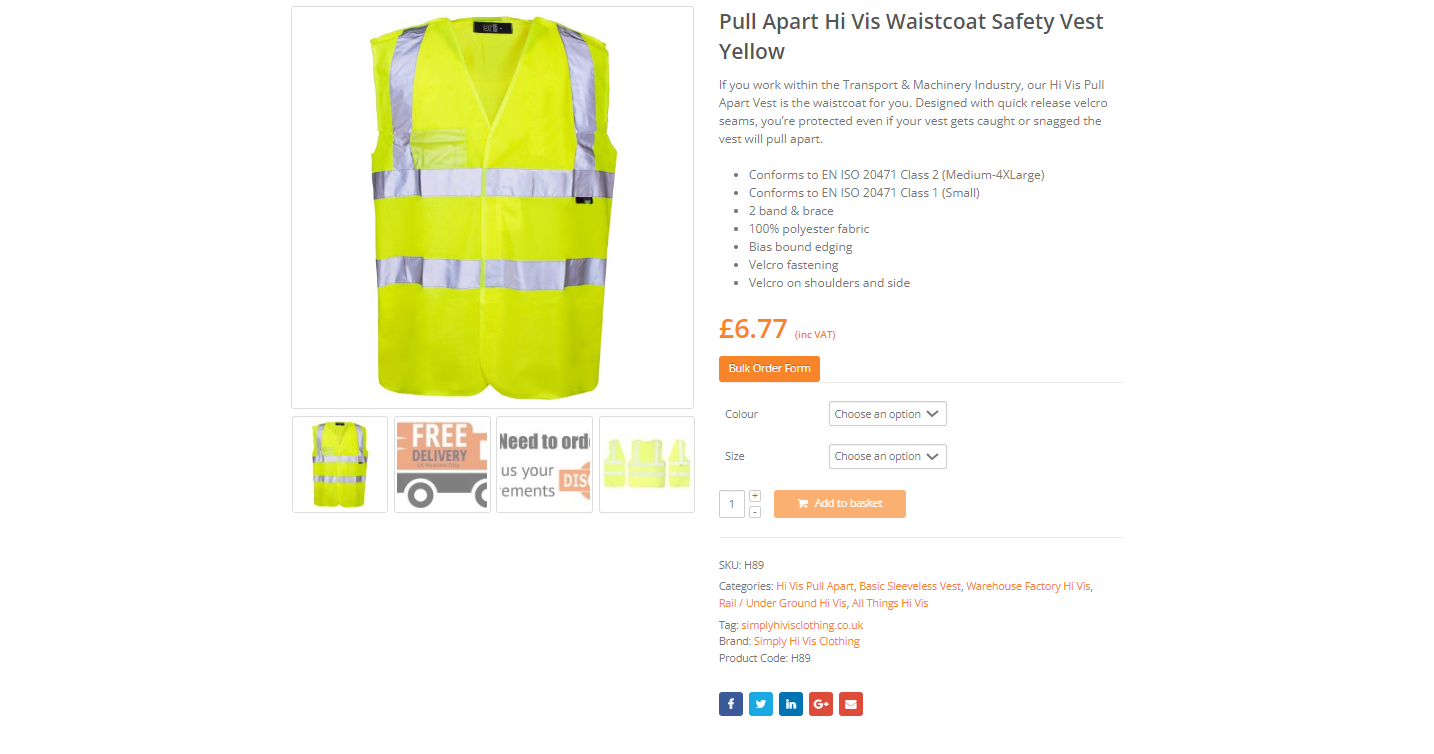 Pull Apart Hi Vis Waistcoat Safety Vest
Yellow
If you work within the Transport & Machinery Industry, our Hi Vis Pull
Apart Vest is the waistcoat for you. Designed with quick release velcro
seams, you’re protected even if your vest gets caught or snagged the
vest will pull apart.
Conforms to EN ISO 20471 Class 2 (Medium-4XLarge)
Conforms to EN ISO 20471 Class 1 (Small)
2 band & brace
100% polyester fabric
Bias bound edging
Velcro fastening
Velcro on shoulders and side
£6.77 (inc VAT)
Bulk Order Form
Colour Choose an option
Size Choose an option
1 + -
Add to basket
FREE
DELIVERY
Need to ord
us your
rements DIS
SKU: H89
Categories: Hi Vis Pull Apart, Basic Sleeveless Vest, Warehouse Factory Hi Vis,
Rail / Under Ground Hi Vis, All Things Hi Vis
Tag: simplyhivisclothing.co.uk
Brand: Simply Hi Vis Clothing
Product Code: H89